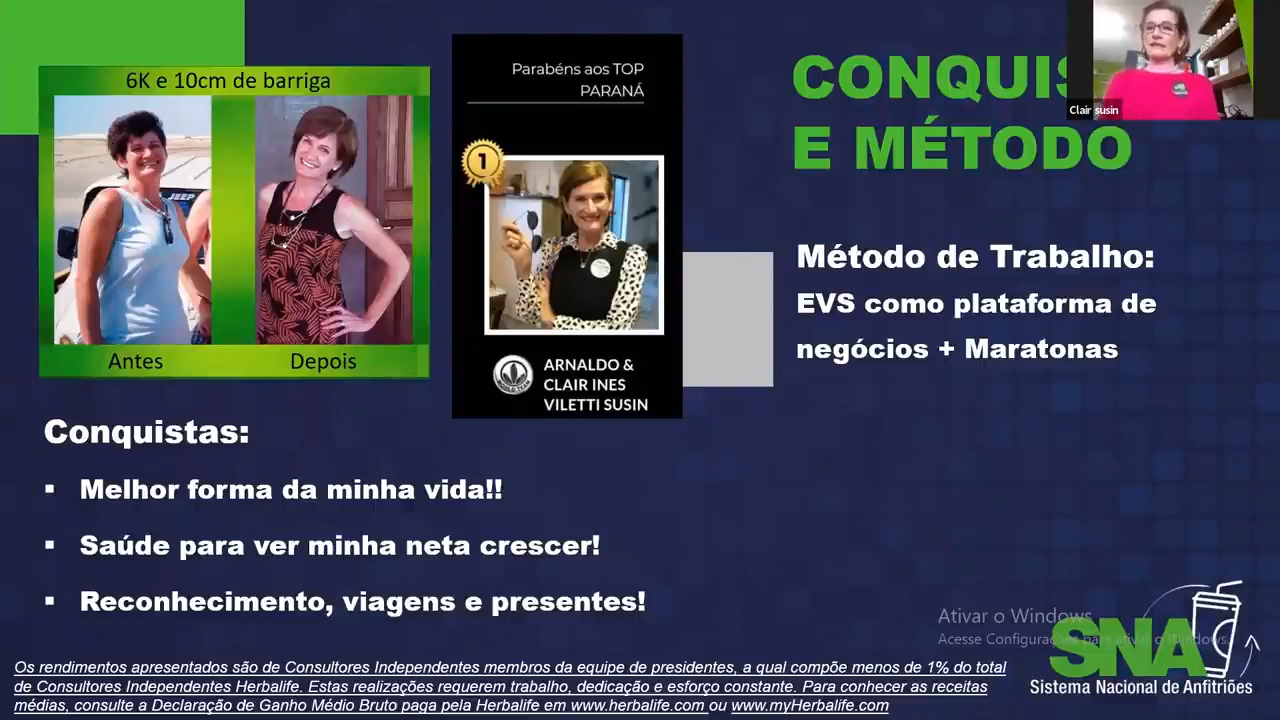 6K e 10cm de barriga
JEEP
Antes
Depois
Parabéns aos TOP
PARANÁ
1
ARNALDO &
CLAIR INES
VILETTI SUSIN
CONQUIS
E MÉTODO
Clair susin
Método de Trabalho:
EVS como plataforma de
negócios + Maratonas
Conquistas:
▪ Melhor forma da minha vida!!
▪ Saúde para ver minha neta crescer!
▪ Reconhecimento, viagens e presentes!
Ativar o Windows
Acesse Configurações para ativar o Windows.
SNA
Sistema Nacional de Anfitriões
Os rendimentos apresentados são de Consultores Independentes membros da equipe de presidentes, a qual compõe menos de 1% do total
de Consultores Independentes Herbalife. Estas realizações requerem trabalho, dedicação e esforço constante. Para conhecer as receitas
médias, consulte a Declaração de Ganho Médio Bruto paga pela Herbalife em www.herbalife.com ou www.myHerbalife.com